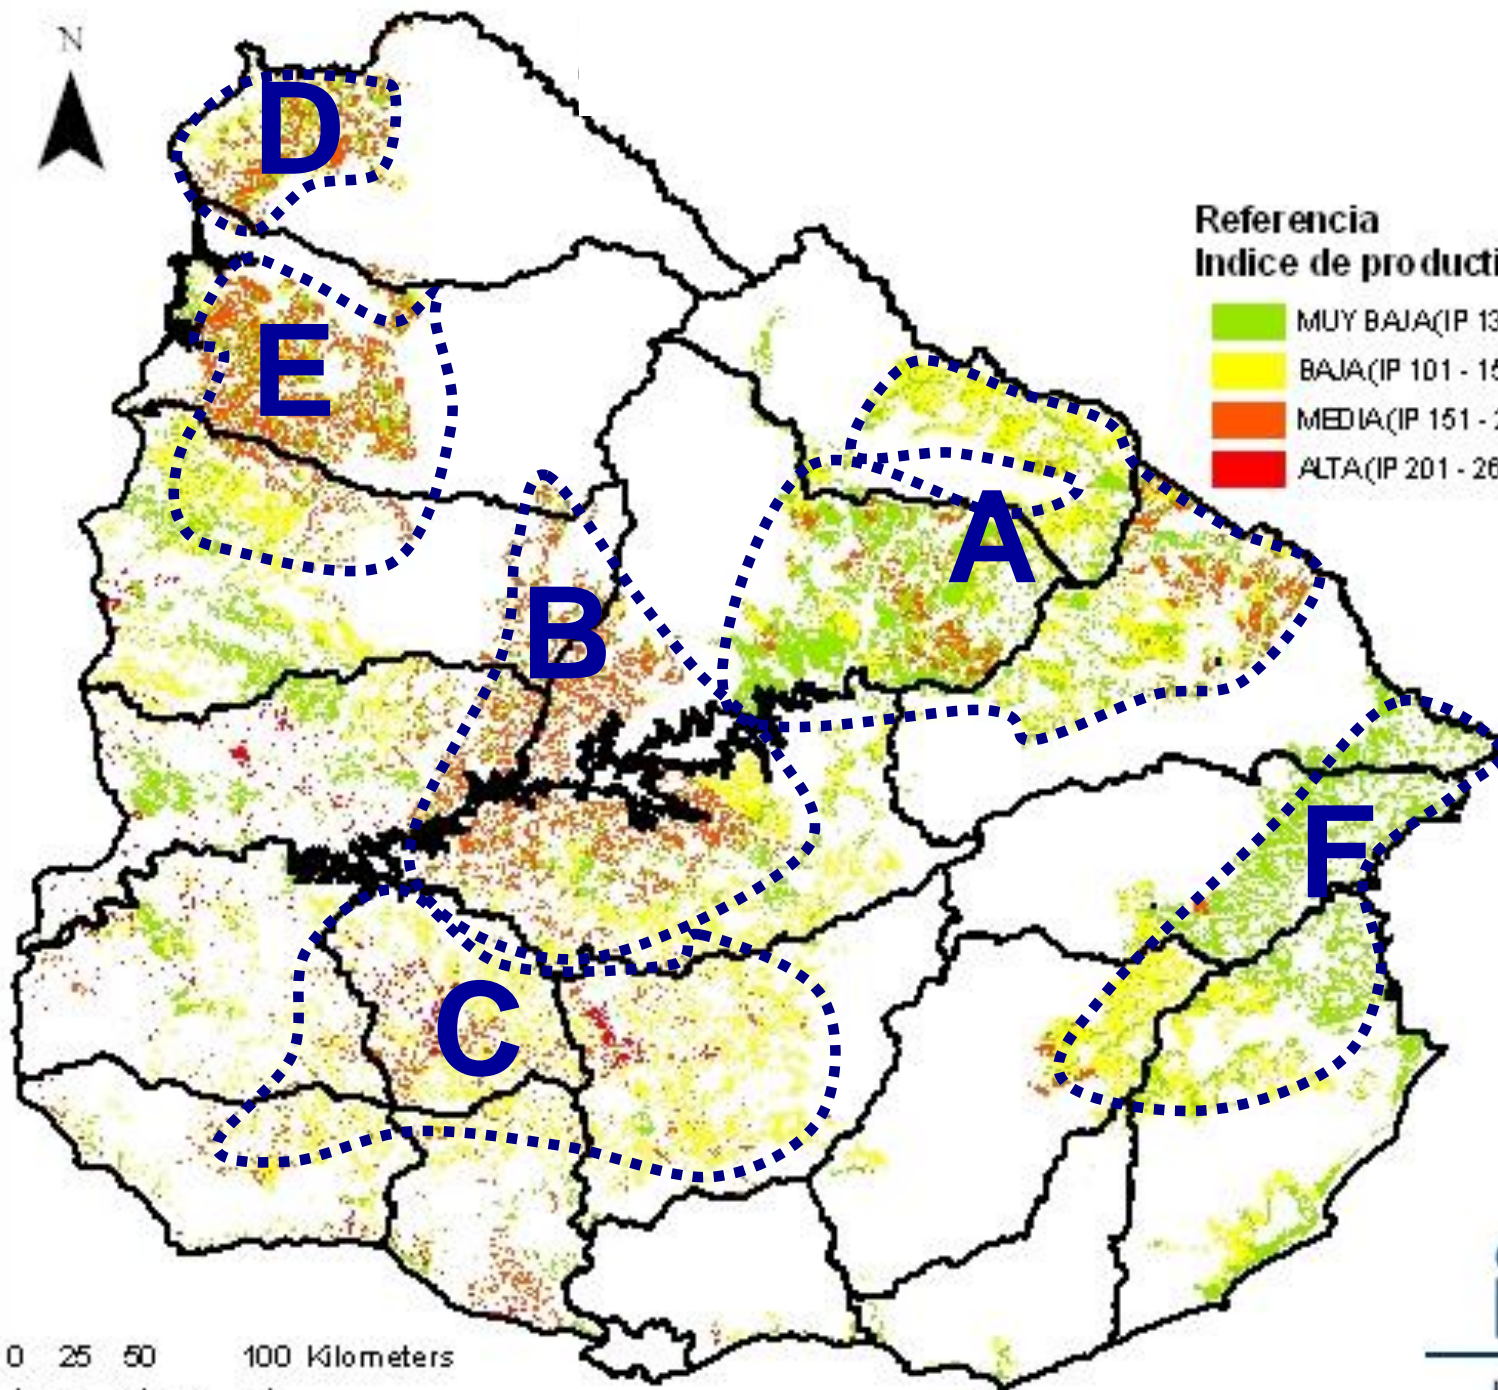 N
D
Referencia
Indice de producti
MUY BAJA(IP 13
BAJA(IP 101 - 15
MEDIA(IP 151 - 2
ALTA(IP 201 - 26
E
A
B
F
C
0 25 50 100 Kilometers